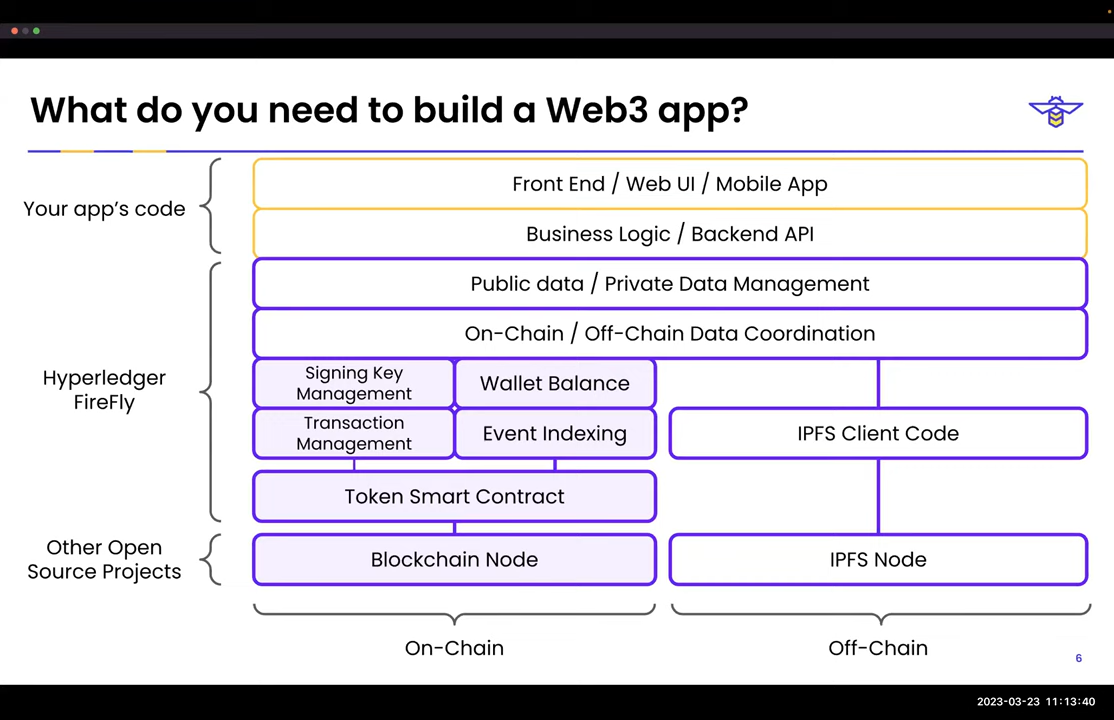 What do you need to build a Web3 app?
Your app's code
Front End / Web UI / Mobile App
Business Logic / Backend API
Hyperledger
FireFly
Public data / Private Data Management
On-Chain / Off-Chain Data Coordination
Signing Key
Management
Wallet Balance
Transaction
Management
Event Indexing
IPFS Client Code
Token Smart Contract
Other Open
Source Projects
Blockchain Node
IPFS Node
On-Chain
Off-Chain
6
2023-03-23 11:13:40